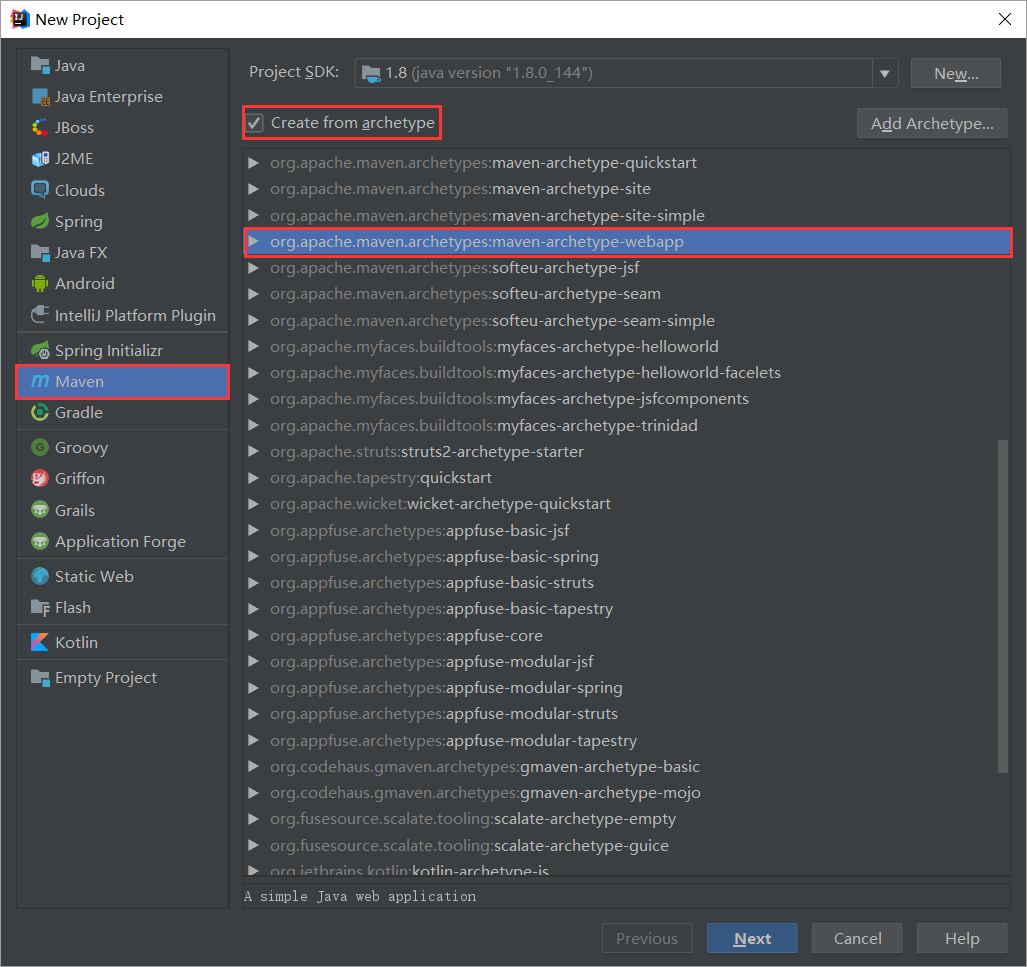 New Project
Java
Java Enterprise
JBoss
J2ME
Clouds
Spring
Java FX
Android
IntelliJ Platform Plugin
Spring Initializr
Maven
Gradle
Groovy
Griffon
Grails
Application Forge
Static Web
Flash
Kotlin
Empty Project
Project SDK: 1.8 (java version "1.8.0_144") New...
Create from archetype Add Archetype...
org.apache.maven.archetypes:maven-archetype-quickstart
org.apache.maven.archetypes:maven-archetype-site
org.apache.maven.archetypes:maven-archetype-site-simple
org.apache.maven.archetypes:maven-archetype-webapp
org.apache.maven.archetypes:softeu-archetype-jsf
org.apache.maven.archetypes:softeu-archetype-seam
org.apache.maven.archetypes:softeu-archetype-seam-simple
org.apache.myfaces.buildtools:myfaces-archetype-helloworld
org.apache.myfaces.buildtools:myfaces-archetype-helloworld-facelets
org.apache.myfaces.buildtools:myfaces-archetype-jsfcomponents
org.apache.myfaces.buildtools:myfaces-archetype-trinidad
org.apache.struts:struts2-archetype-starter
org.apache.tapestry:quickstart
org.apache.wicket:wicket-archetype-quickstart
org.appfuse.archetypes:appfuse-basic-jsf
org.appfuse.archetypes:appfuse-basic-spring
org.appfuse.archetypes:appfuse-basic-struts
org.appfuse.archetypes:appfuse-basic-tapestry
org.appfuse.archetypes:appfuse-core
org.appfuse.archetypes:appfuse-modular-jsf
org.appfuse.archetypes:appfuse-modular-spring
org.appfuse.archetypes:appfuse-modular-struts
org.appfuse.archetypes:appfuse-modular-tapestry
org.codehaus.gmaven.archetypes:gmaven-archetype-basic
org.codehaus.gmaven.archetypes:gmaven-archetype-mojo
org.fusesource.scalate.tooling:scalate-archetype-empty
org.fusesource.scalate.tooling:scalate-archetype-guice
org.jetbrains.kotlin:kotlin-archetype-js
A simple Java web application
Previous Next Cancel Help